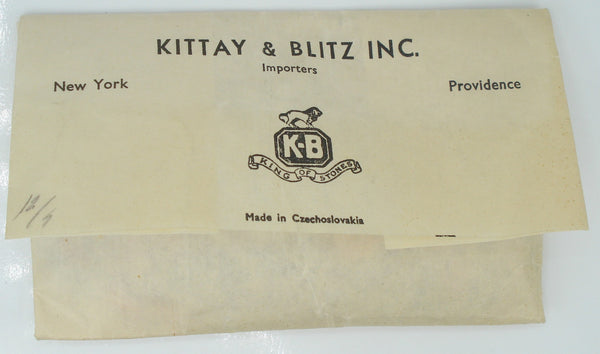 KITTAY & BLITZ INC.
Importers
New York
Providence
K-B
KING OF STONES
Made in Czechoslovakia